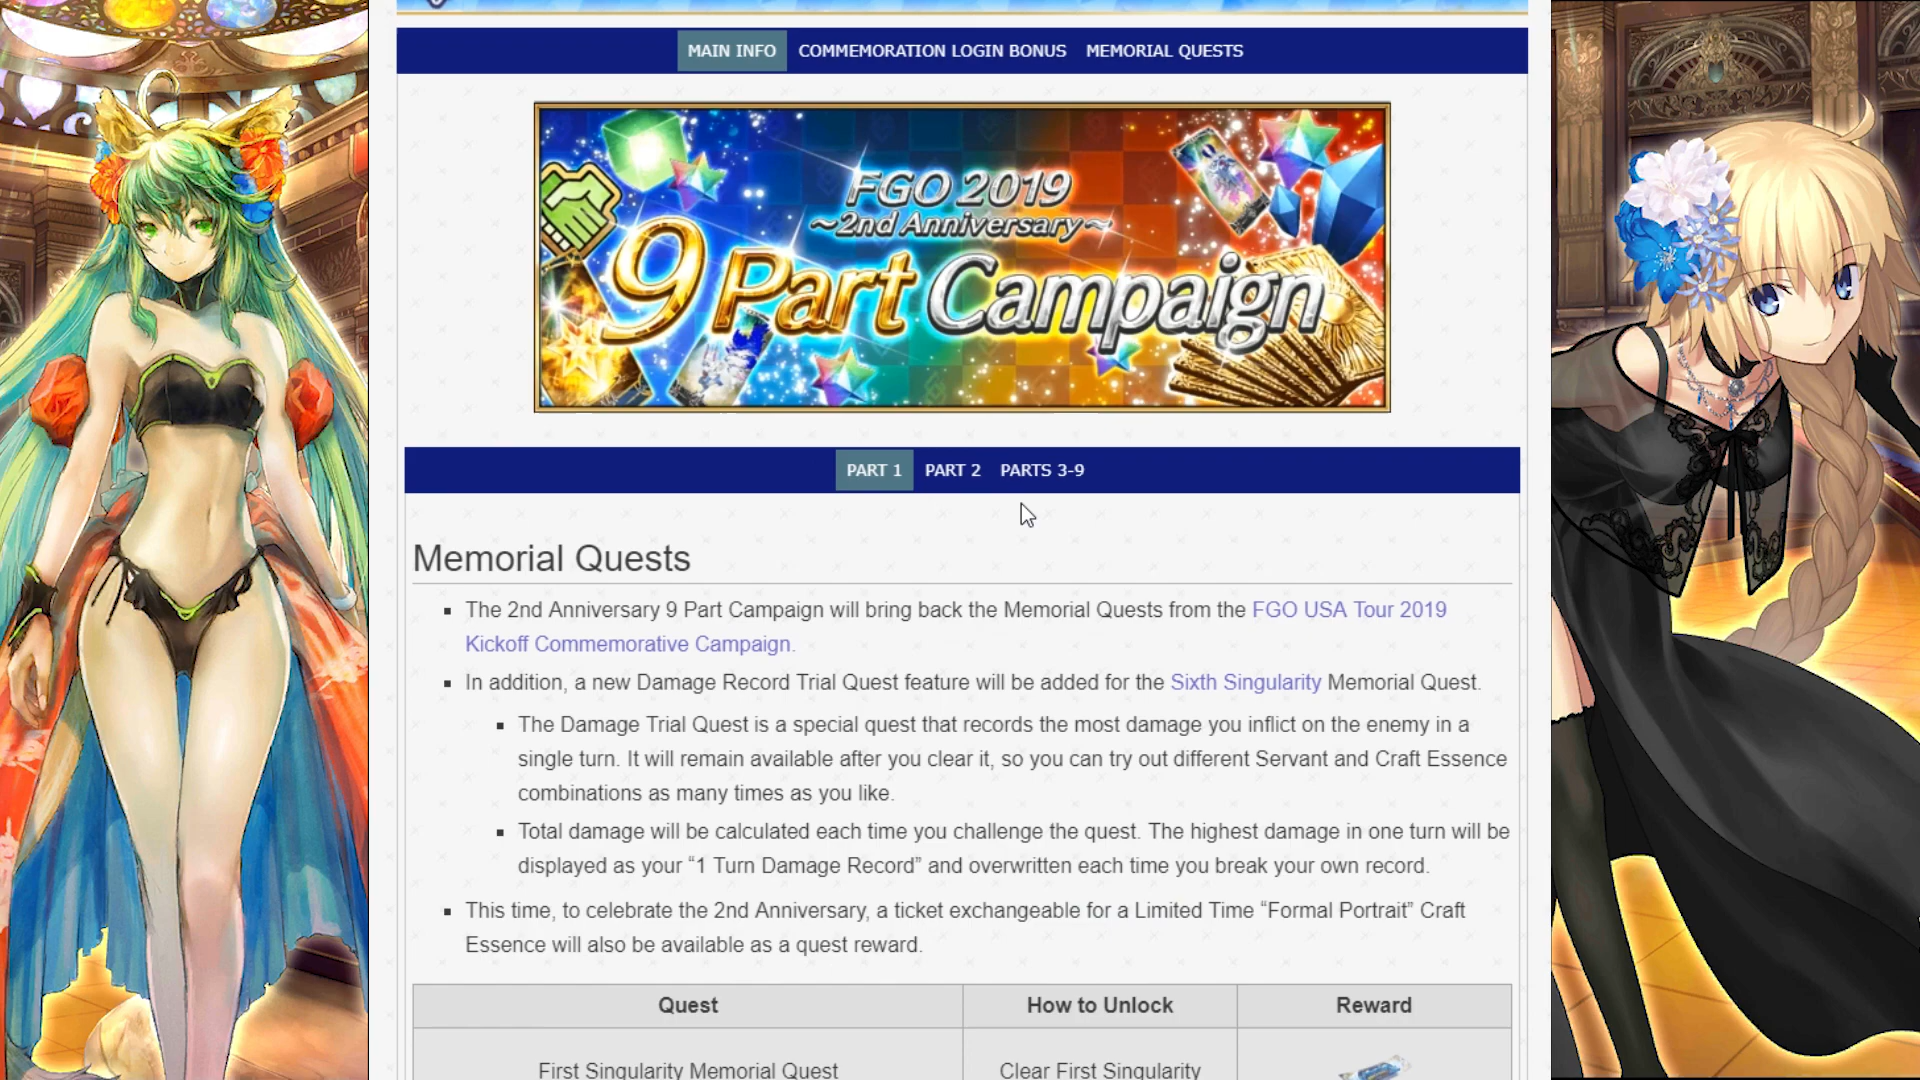 MAIN INFO COMMEMORATION LOGIN BONUS MEMORIAL QUESTS
FGO 2019
~2nd Anniversary~
9 Part Campaign
PART 1 PART 2 PARTS 3-9
Memorial Quests
▪ The 2nd Anniversary 9 Part Campaign will bring back the Memorial Quests from the FGO USA Tour 2019
Kickoff Commemorative Campaign.
▪ In addition, a new Damage Record Trial Quest feature will be added for the Sixth Singularity Memorial Quest.
▪ The Damage Trial Quest is a special quest that records the most damage you inflict on the enemy in a
single turn. It will remain available after you clear it, so you can try out different Servant and Craft Essence
combinations as many times as you like.
▪ Total damage will be calculated each time you challenge the quest. The highest damage in one turn will be
displayed as your “1 Turn Damage Record” and overwritten each time you break your own record.
▪ This time, to celebrate the 2nd Anniversary, a ticket exchangeable for a Limited Time “Formal Portrait” Craft
Essence will also be available as a quest reward.
Quest How to Unlock Reward
First Singularity Memorial Quest Clear First Singularity